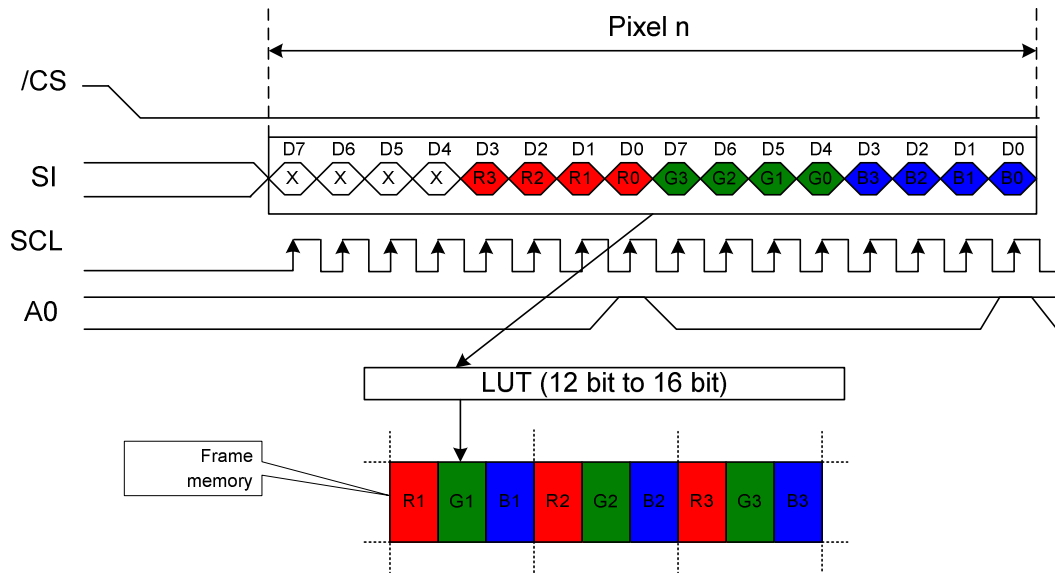 Pixel n
/CS
D7 D6 D5 D4 D3 D2 D1 D0 D7 D6 D5 D4 D3 D2 D1 D0
SI X X X X R3 R2 R1 R0 G3 G2 G1 G0 B3 B2 B1 B0
SCL
A0
LUT (12 bit to 16 bit)
Frame
memory
R1 G1 B1 R2 G2 B2 R3 G3 B3